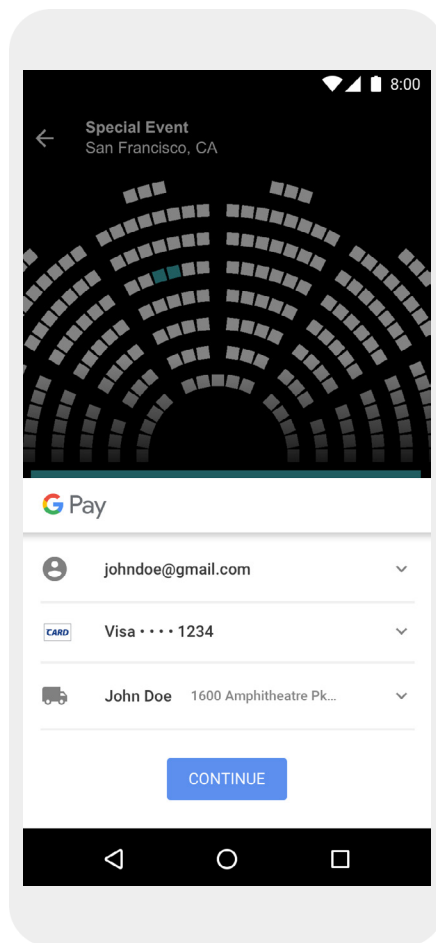 8:00
Special Event
San Francisco, CA
G Pay
johndoe@gmail.com
CARD Visa •••• 1234
John Doe 1600 Amphitheatre Pk...
CONTINUE